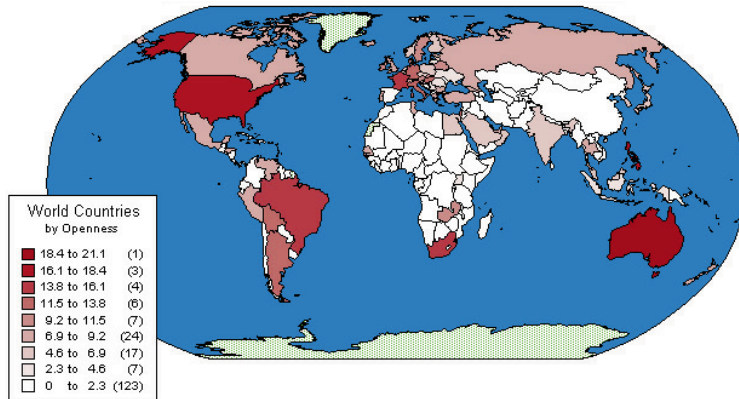 World Countries
by Openness
18.4 to 21.1 (1)
16.1 to 18.4 (3)
13.8 to 16.1 (4)
11.5 to 13.8 (6)
9.2 to 11.5 (7)
6.9 to 9.2 (24)
4.6 to 6.9 (17)
2.3 to 4.6 (7)
0 to 2.3 (123)